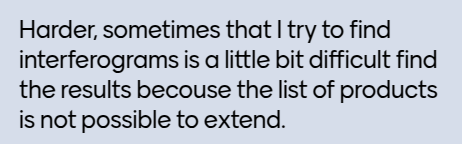 Harder, sometimes that I try to find
interferograms is a little bit difficult find
the results becouse the list of products
is not possible to extend.